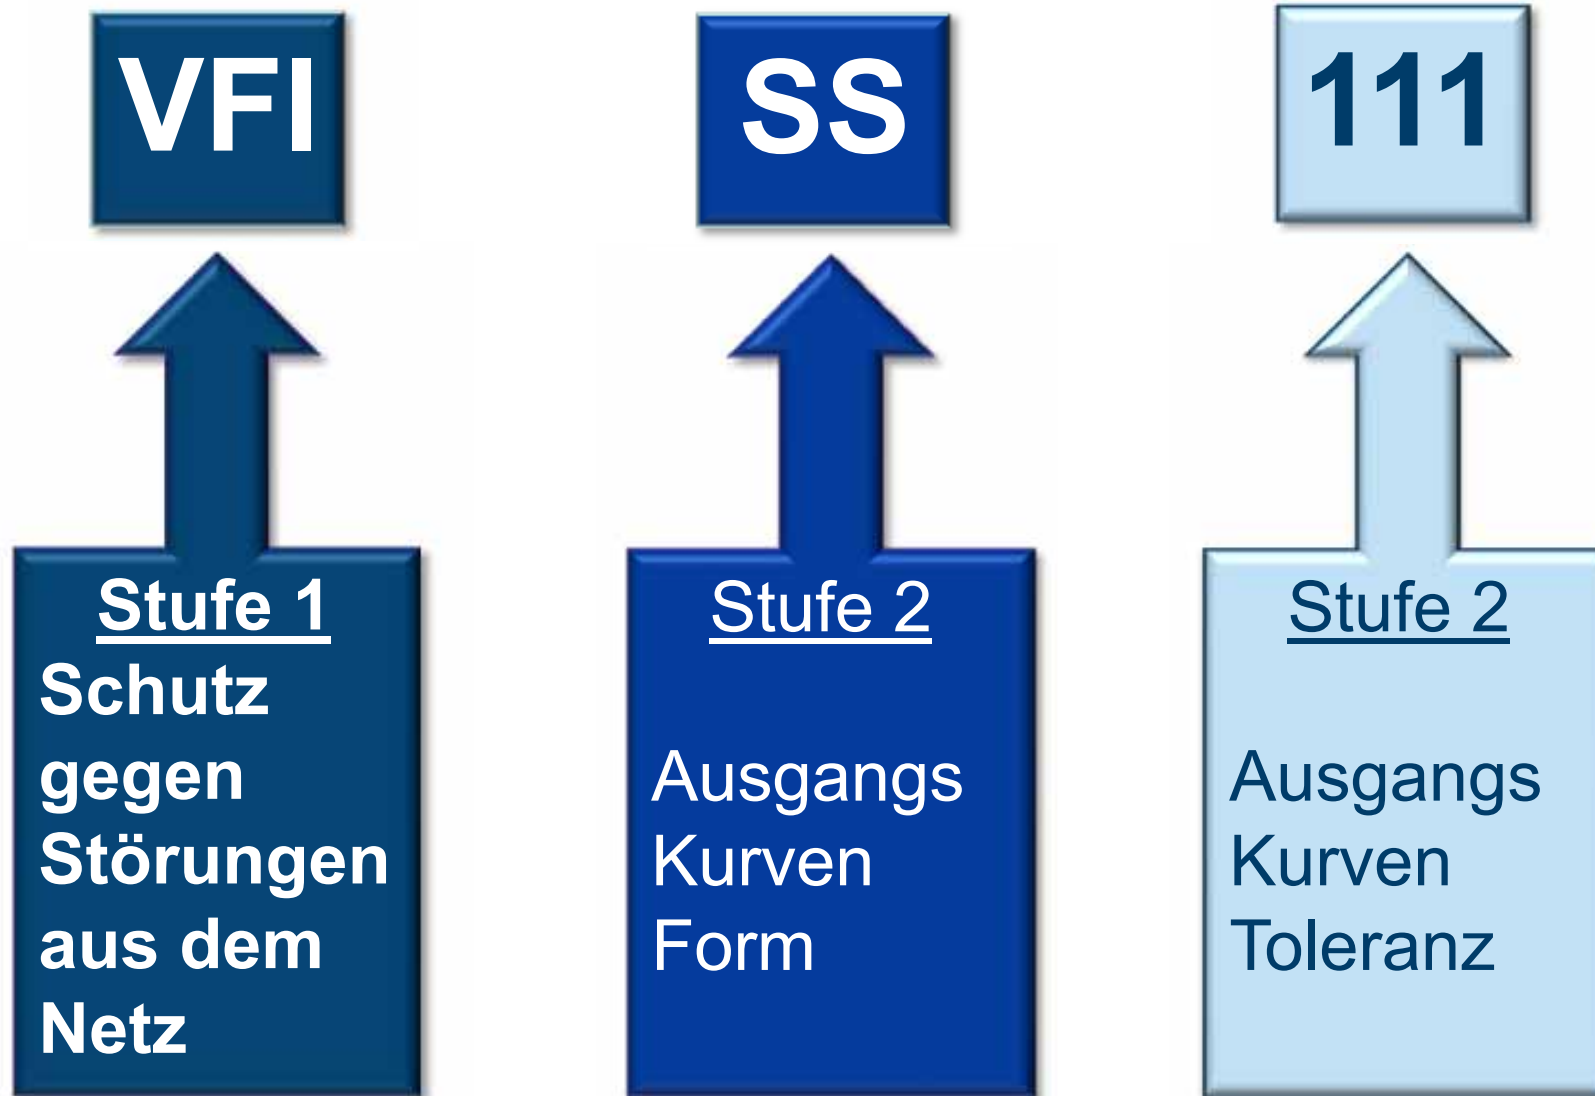 VFI
SS
111
Stufe 1
Schutz
gegen
Störungen
aus dem
Netz
Stufe 2
Ausgangs
Kurven
Form
Stufe 2
Ausgangs
Kurven
Toleranz